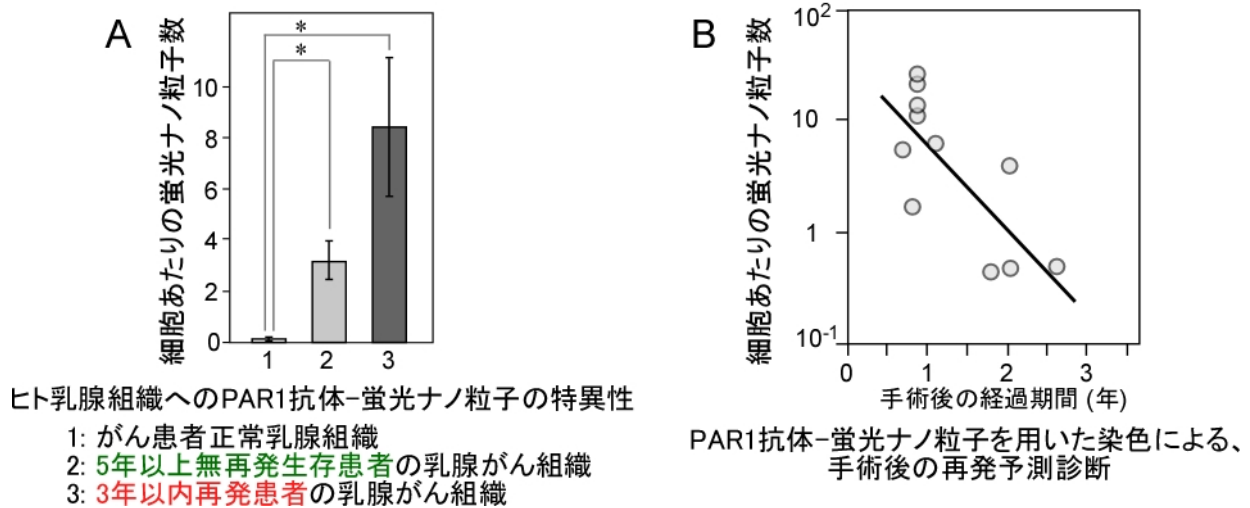 A
細胞あたりの蛍光ナノ粒子数
10
8
6
4
2
0
*
*
1 2 3
ヒト乳腺組織へのPAR1抗体-蛍光ナノ粒子の特異性
1: がん患者正常乳腺組織
2: 5年以上無再発生存患者の乳腺がん組織
3: 3年以内再発患者の乳腺がん組織
B
細胞あたりの蛍光ナノ粒子数
10²
10
1
10⁻¹
0 1 2 3
手術後の経過期間 (年)
PAR1抗体-蛍光ナノ粒子を用いた染色による、
手術後の再発予測診断